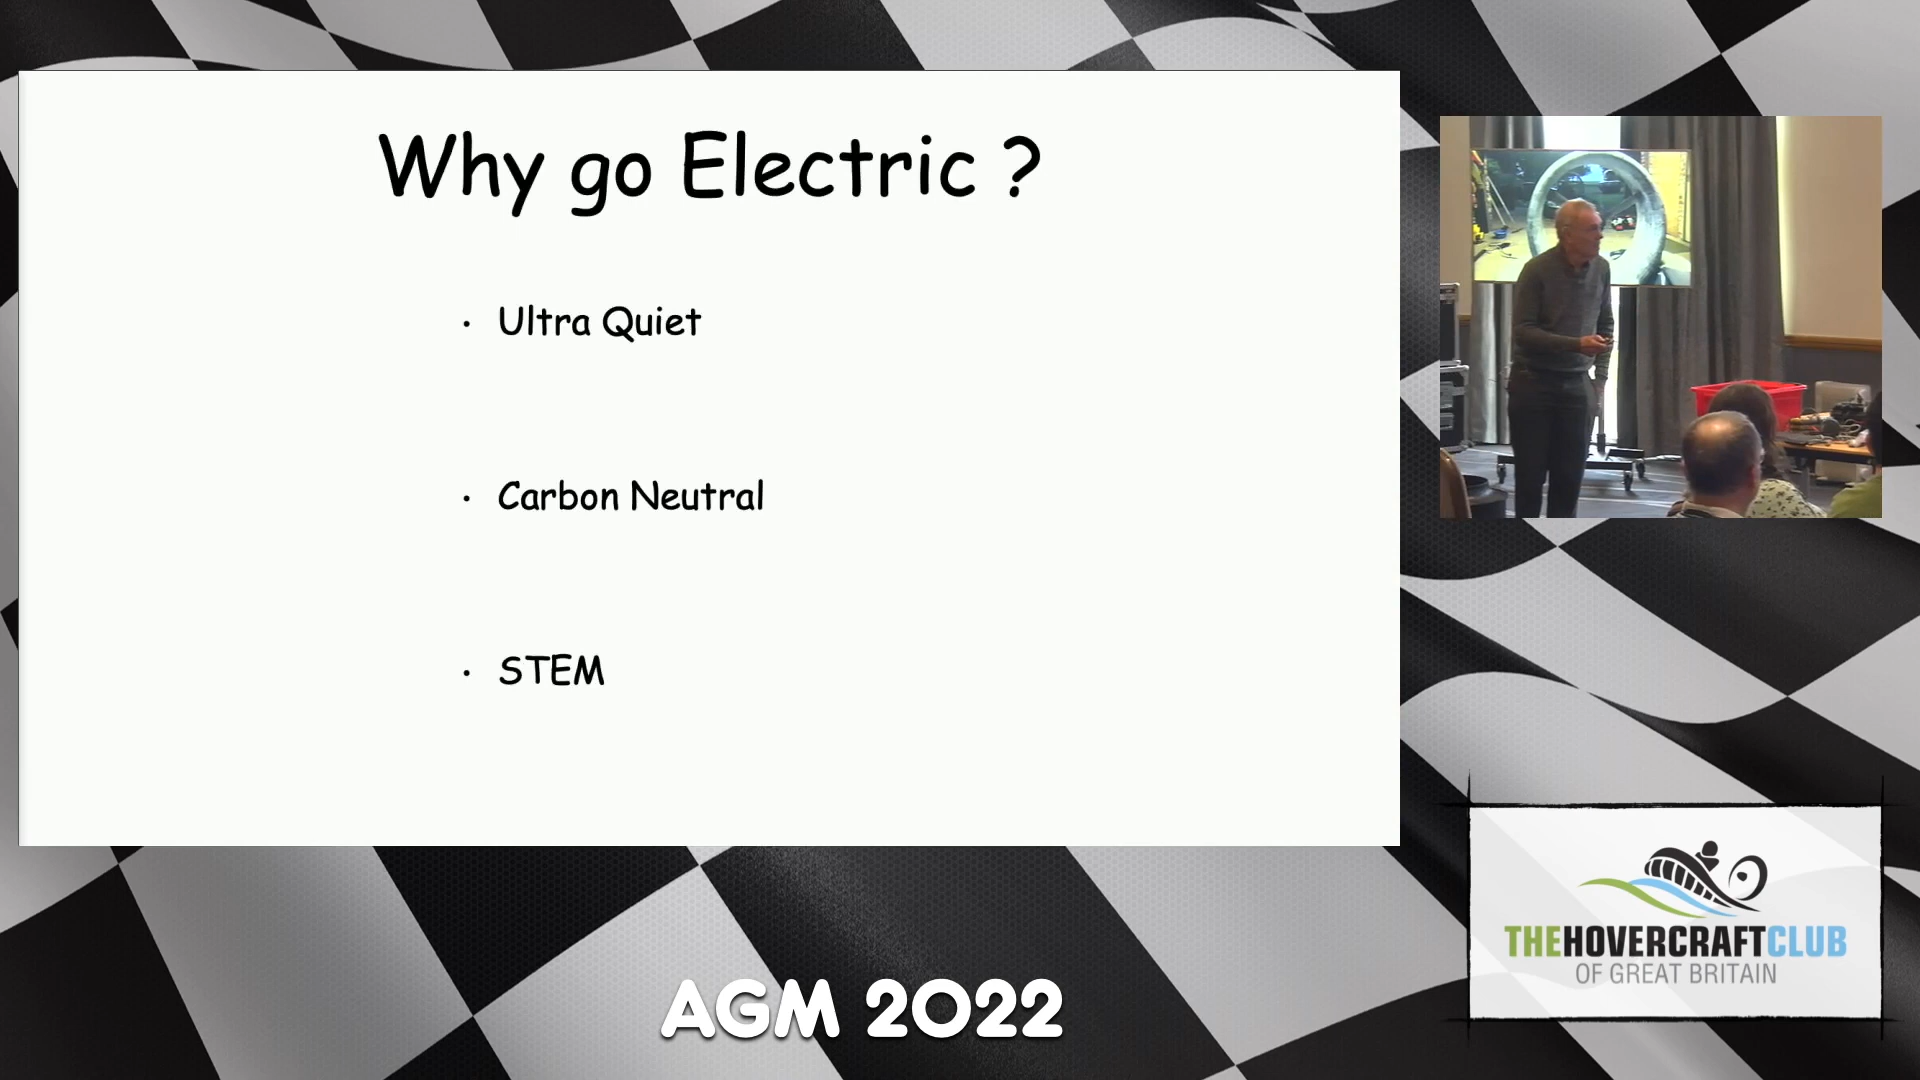 Why go Electric ?
• Ultra Quiet
• Carbon Neutral
• STEM
THEHOVERCRAFTCLUB
OF GREAT BRITAIN
AGM 2022